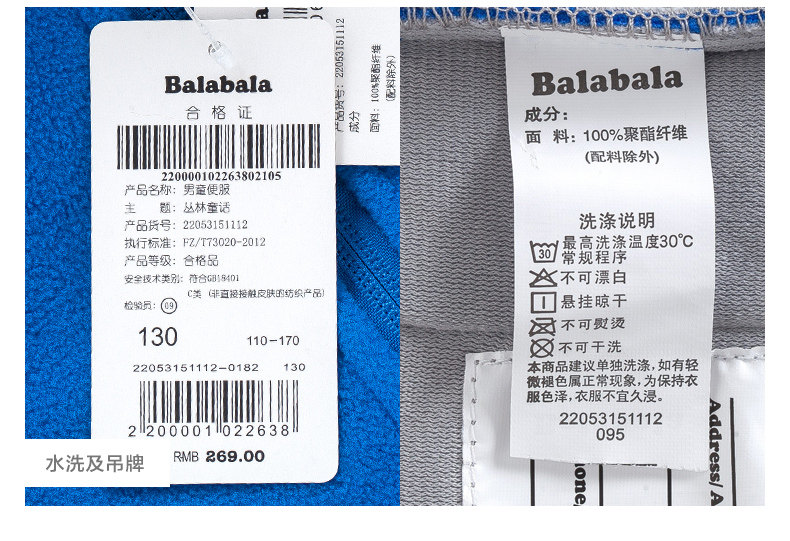 Balabala
合格证
220000102263802105
产品名称: 男童便服
主 题: 丛林童话
产品货号: 22053151112
执行标准: FZ/T73020-2012
产品等级: 合格品
安全技术类别: 符合GB18401
C类 (非直接接触皮肤的纺织产品)
检验员: 09
130 110-170
22053151112-0182 130
2 200001 022638
RMB 269.00
水洗及吊牌
产品货号: 22053151112
成分
面料: 100%聚酯纤维
(配料除外)
Balabala
成分:
面 料: 100%聚酯纤维
(配料除外)
洗涤说明
30 最高洗涤温度30℃
常规程序
不可漂白
悬挂晾干
不可熨烫
不可干洗
本商品建议单独洗涤,如有轻
微褪色属正常现象,为保持衣
服色泽,衣服不宜久浸。
22053151112
095
Address/ A